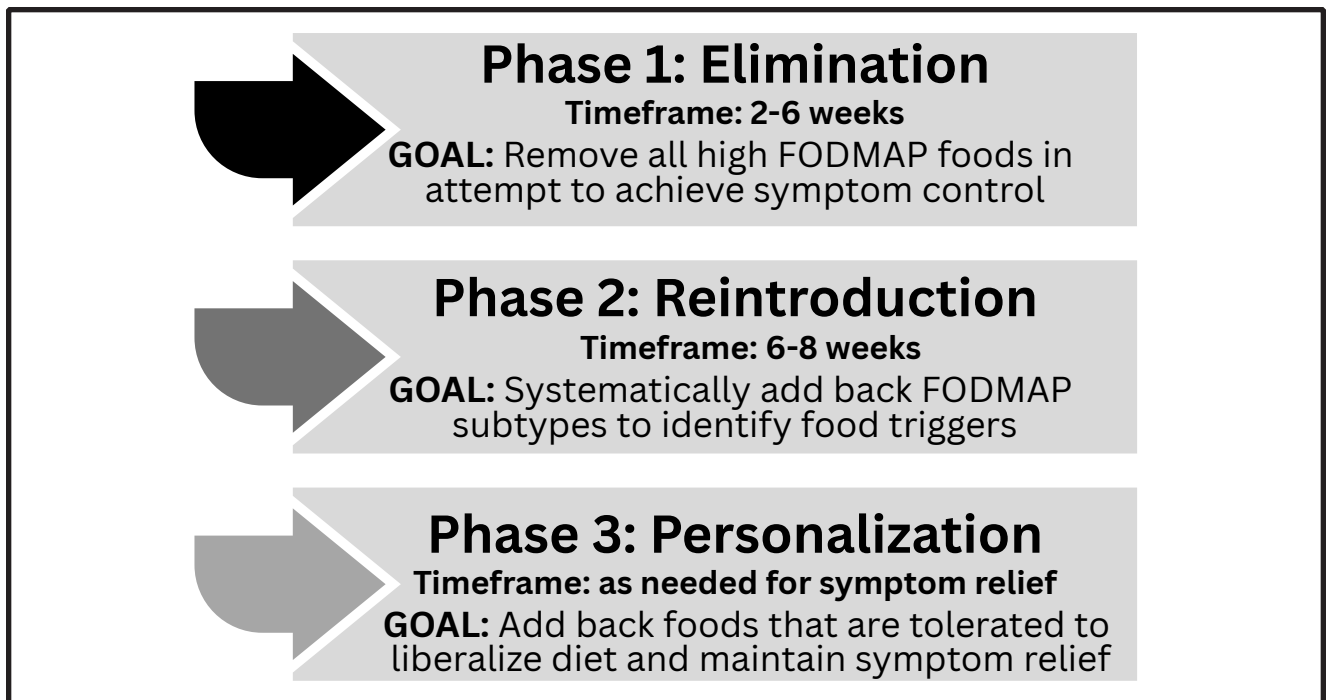 Phase 1: Elimination
Timeframe: 2-6 weeks
GOAL: Remove all high FODMAP foods in
attempt to achieve symptom control
Phase 2: Reintroduction
Timeframe: 6-8 weeks
GOAL: Systematically add back FODMAP
subtypes to identify food triggers
Phase 3: Personalization
Timeframe: as needed for symptom relief
GOAL: Add back foods that are tolerated to
liberalize diet and maintain symptom relief